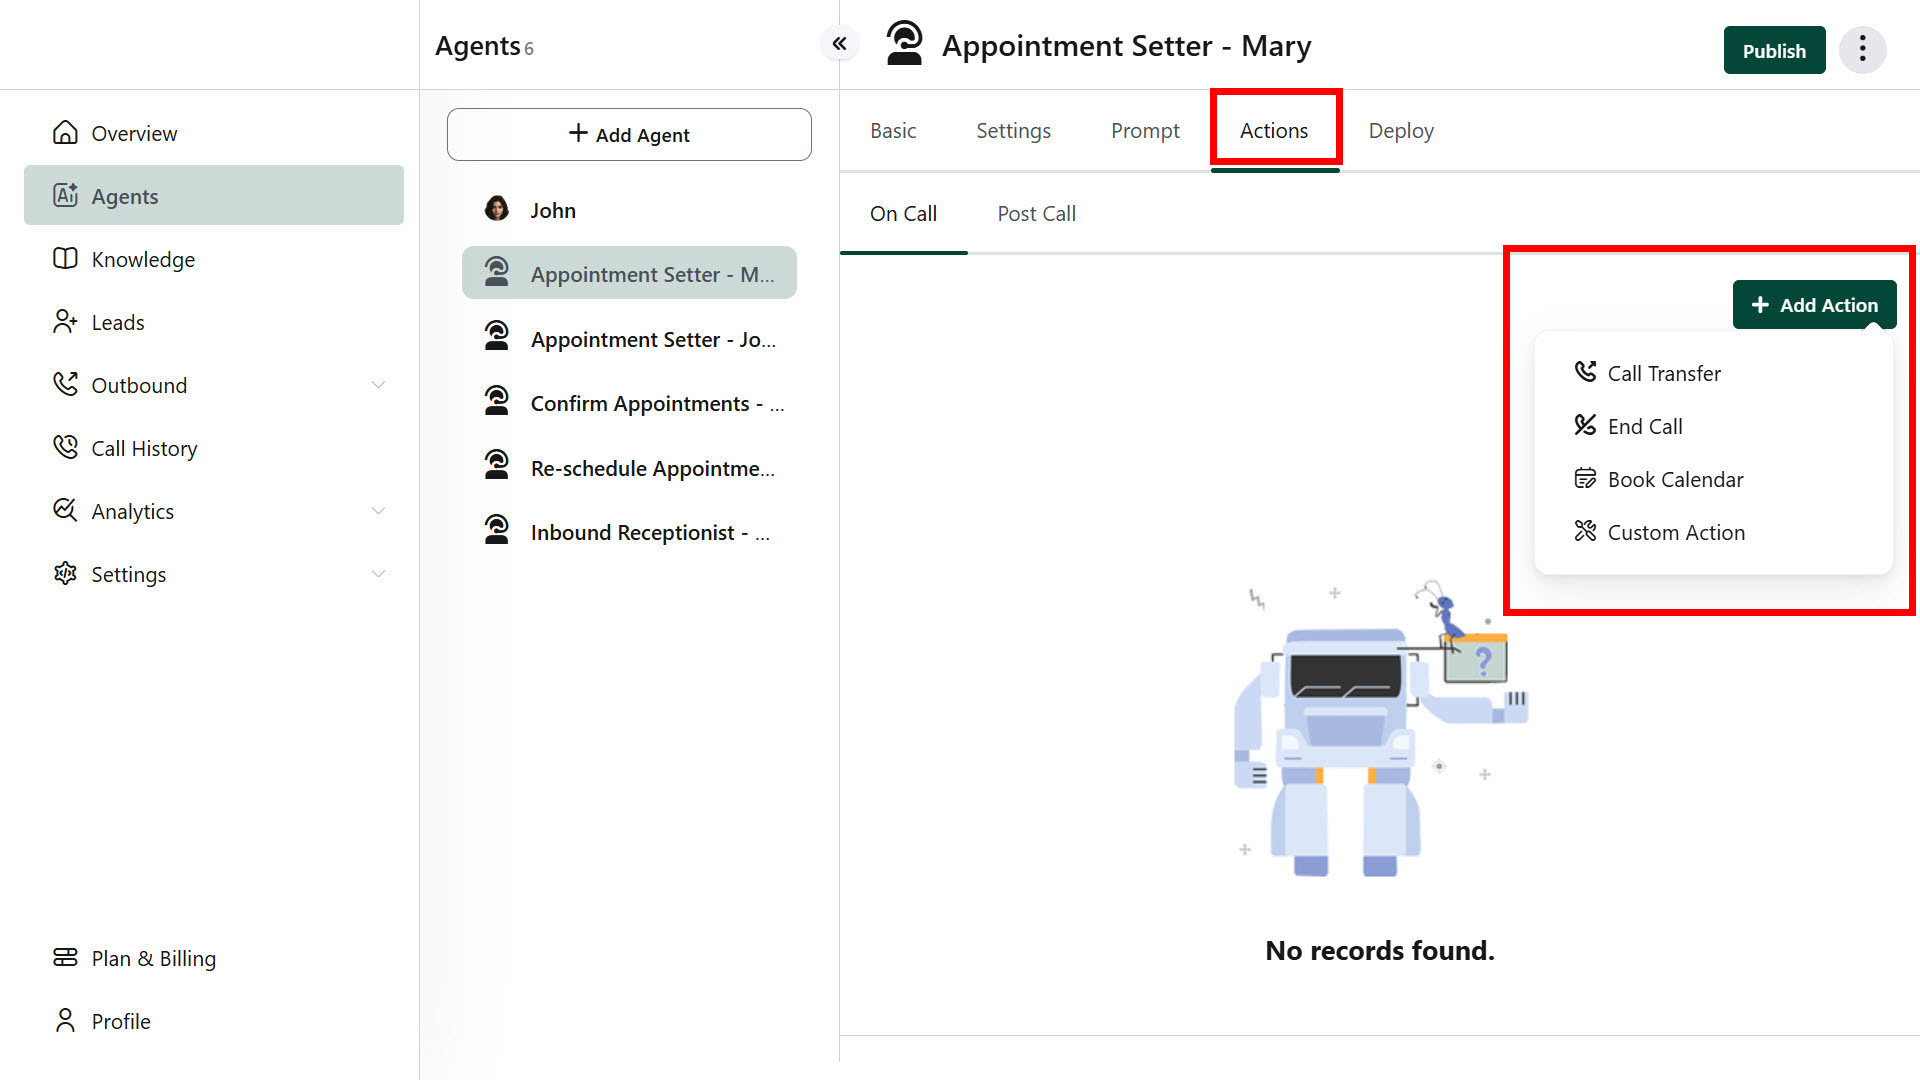 Agents 6
Appointment Setter - Mary
Publish
Overview
Agents
Knowledge
Leads
Outbound
Call History
Analytics
Settings
Plan & Billing
Profile
Add Agent
John
Appointment Setter - M...
Appointment Setter - Jo...
Confirm Appointments - ...
Re-schedule Appointme...
Inbound Receptionist - ...
Basic
Settings
Prompt
Actions
Deploy
On Call
Post Call
Add Action
Call Transfer
End Call
Book Calendar
Custom Action
?
No records found.